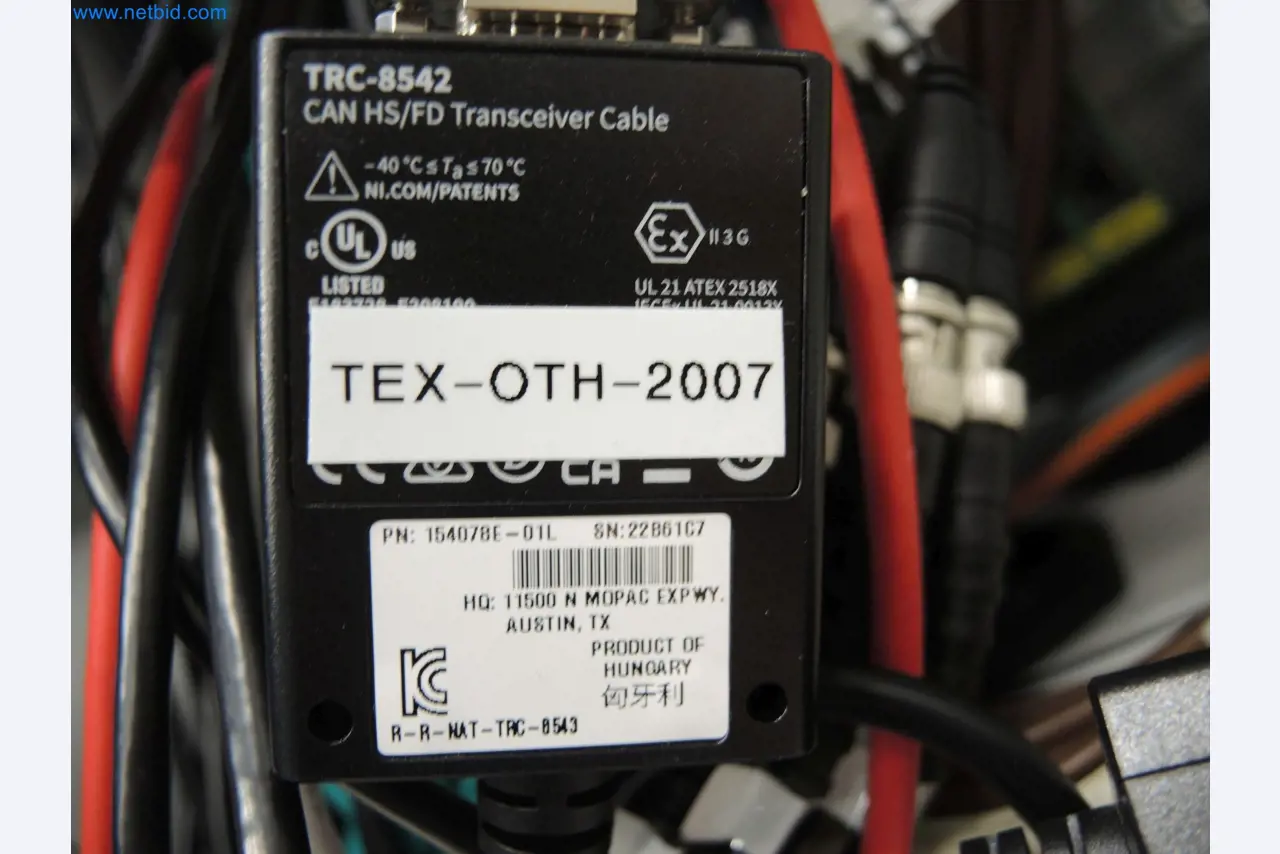 www.netbid.com
TRC-8542
CAN HS/FD Transceiver Cable
-40 °C ≤ Ta ≤ 70 °C
NI.COM/PATENTS
C UL US
LISTED
Ex II 3 G
UL 21 ATEX 2518X
TEX-OTH-2007
CA
PN: 154078E-01L SN:22B61C7
HQ: 11500 N MOPAC EXPWY.
AUSTIN, TX
PRODUCT OF
HUNGARY
匈牙利
R-R-NAT-TRC-8543